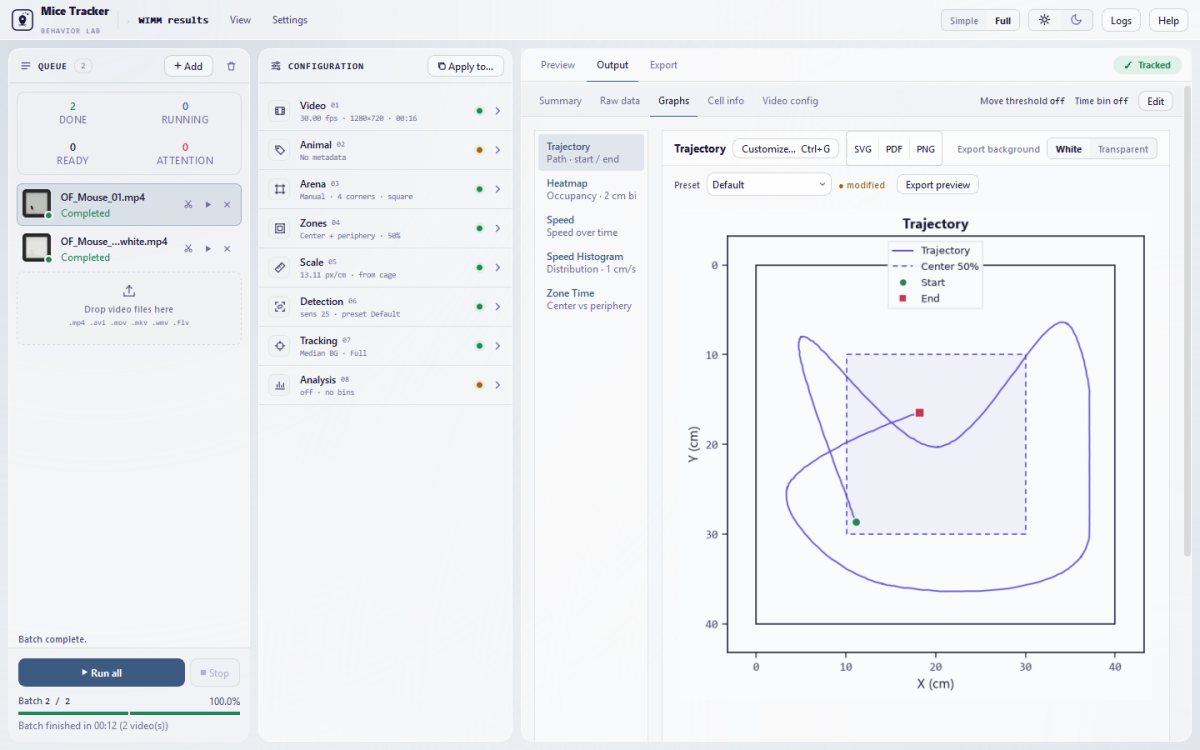 Mice Tracker
BEHAVIOR LAB
WIMM results
View
Settings
Simple
Full
Logs
Help
QUEUE 2
+ Add
2
DONE
0
RUNNING
0
READY
0
ATTENTION
OF_Mouse_01.mp4
Completed
OF_Mouse_...white.mp4
Completed
Drop video files here
.mp4 .avi .mov .mkv .wmv .flv
Batch complete.
Run all
Stop
Batch 2 / 2
100.0%
Batch finished in 00:12 (2 video(s))
CONFIGURATION
Apply to...
Video 01
30.00 fps · 1280×720 · 00:16
Animal 02
No metadata
Arena 03
Manual · 4 corners · square
Zones 04
Center + periphery · 50%
Scale 05
13.11 px/cm · from cage
Detection 06
sens 25 · preset Default
Tracking 07
Median BG · Full
Analysis 08
off · no bins
Preview
Output
Export
✓ Tracked
Summary
Raw data
Graphs
Cell info
Video config
Move threshold off
Time bin off
Edit
Trajectory
Path · start / end
Heatmap
Occupancy · 2 cm bi
Speed
Speed over time
Speed Histogram
Distribution · 1 cm/s
Zone Time
Center vs periphery
Trajectory
Customize... Ctrl+G
SVG
PDF
PNG
Export background
White
Transparent
Preset
Default
modified
Export preview
Trajectory
Trajectory
Center 50%
Start
End
Y (cm)
0
10
20
30
40
0
10
20
30
40
X (cm)